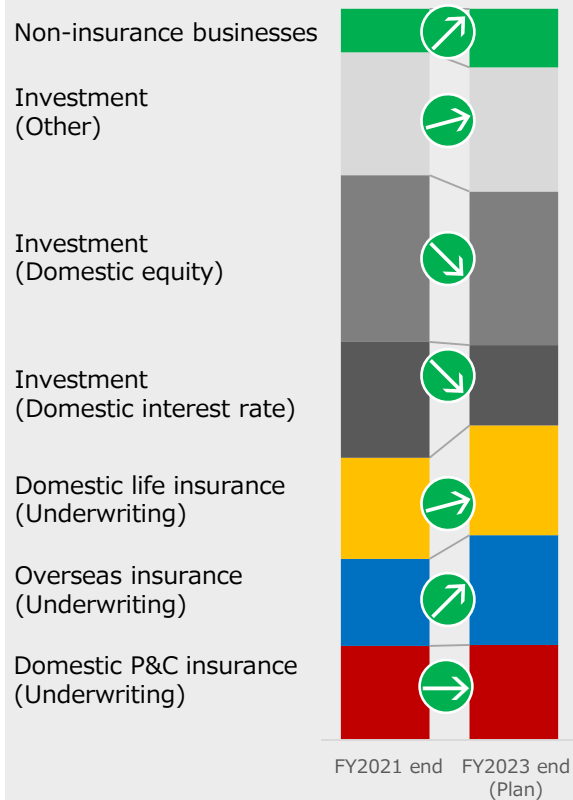 Non-insurance businesses
Investment
(Other)
Investment
(Domestic equity)
Investment
(Domestic interest rate)
Domestic life insurance
(Underwriting)
Overseas insurance
(Underwriting)
Domestic P&C insurance
(Underwriting)
FY2021 end
FY2023 end
(Plan)